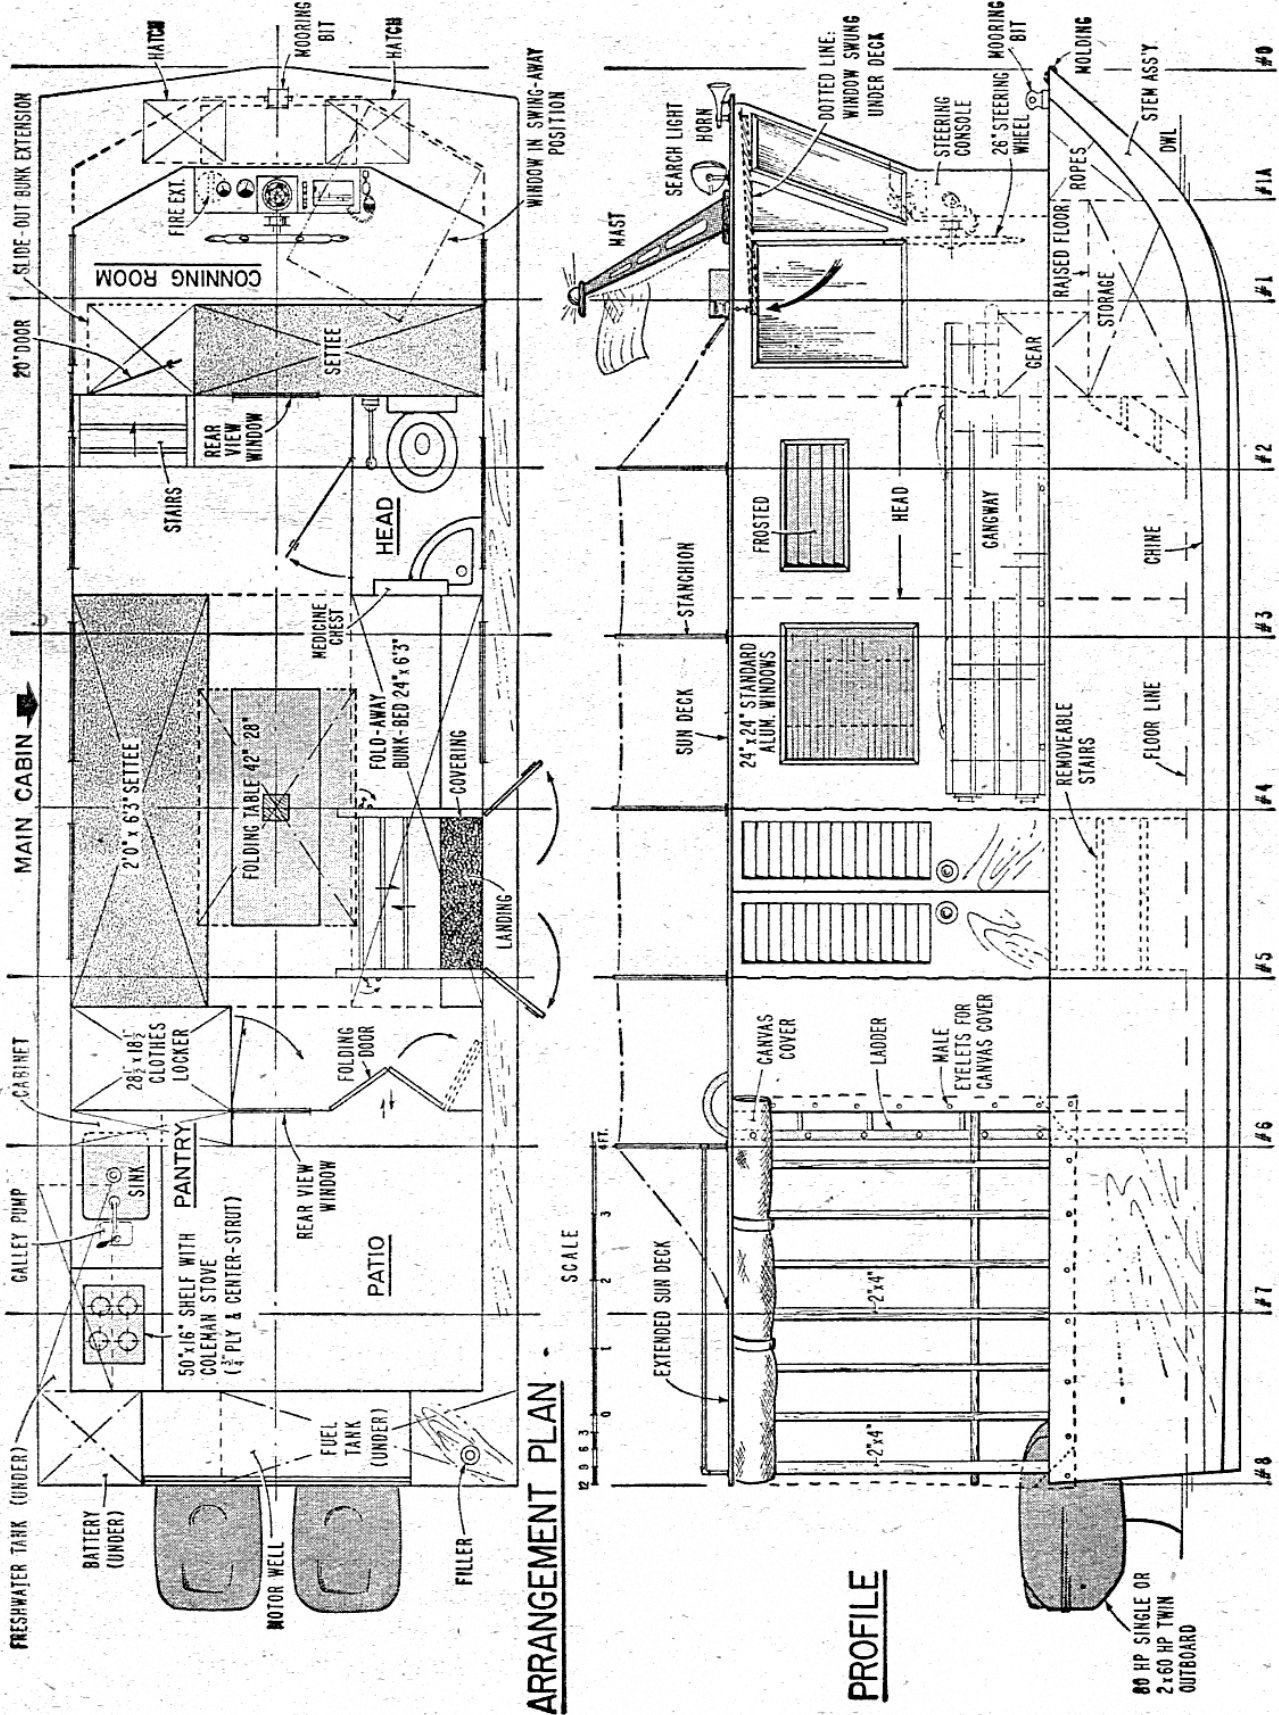 FRESHWATER TANK (UNDER)
GALLEY PUMP
CABINET
MAIN CABIN
20" DOOR
SLIDE-OUT BUNK EXTENSION
HATCH
MOORING
BIT
HATCH
BATTERY
(UNDER)
MOTOR WELL
FILLER
FUEL
TANK
(UNDER)
50"x16" SHELF WITH
COLEMAN STOVE
(¾" PLY & CENTER-STRUT)
SINK
PANTRY
PATIO
REAR VIEW
WINDOW
28½ x 18½
CLOTHES
LOCKER
FOLDING
DOOR
2'0" x 6'3" SETTEE
FOLDING TABLE 42" 28"
FOLD-AWAY
BUNK-BED 24"x 6'3"
COVERING
LANDING
MEDICINE
CHEST
HEAD
STAIRS
REAR
VIEW
WINDOW
SETTEE
CONNING ROOM
FIRE EXT.
WINDOW IN SWING-AWAY
POSITION
ARRANGEMENT PLAN
SCALE
12 9 6 3 0 1 2 3 4 FT.
EXTENDED SUN DECK
SUN DECK
STANCHION
MAST
SEARCH LIGHT
HORN
DOTTED LINE:
WINDOW SWUNG
UNDER DECK
STEERING
CONSOLE
26" STEERING
WHEEL
MOORING
BIT
MOLDING
STEM ASS'Y.
DWL
CANVAS
COVER
LADDER
MALE
EYELETS FOR
CANVAS COVER
2"x4"
2"x4"
24"x 24" STANDARD
ALUM. WINDOWS
FROSTED
HEAD
GANGWAY
GEAR
RAISED FLOOR
ROPES
STORAGE
REMOVEABLE
STAIRS
FLOOR LINE
CHINE
PROFILE
80 HP SINGLE OR
2x60 HP TWIN
OUTBOARD
#8 #7 #6 #5 #4 #3 #2 #1 #1A #0